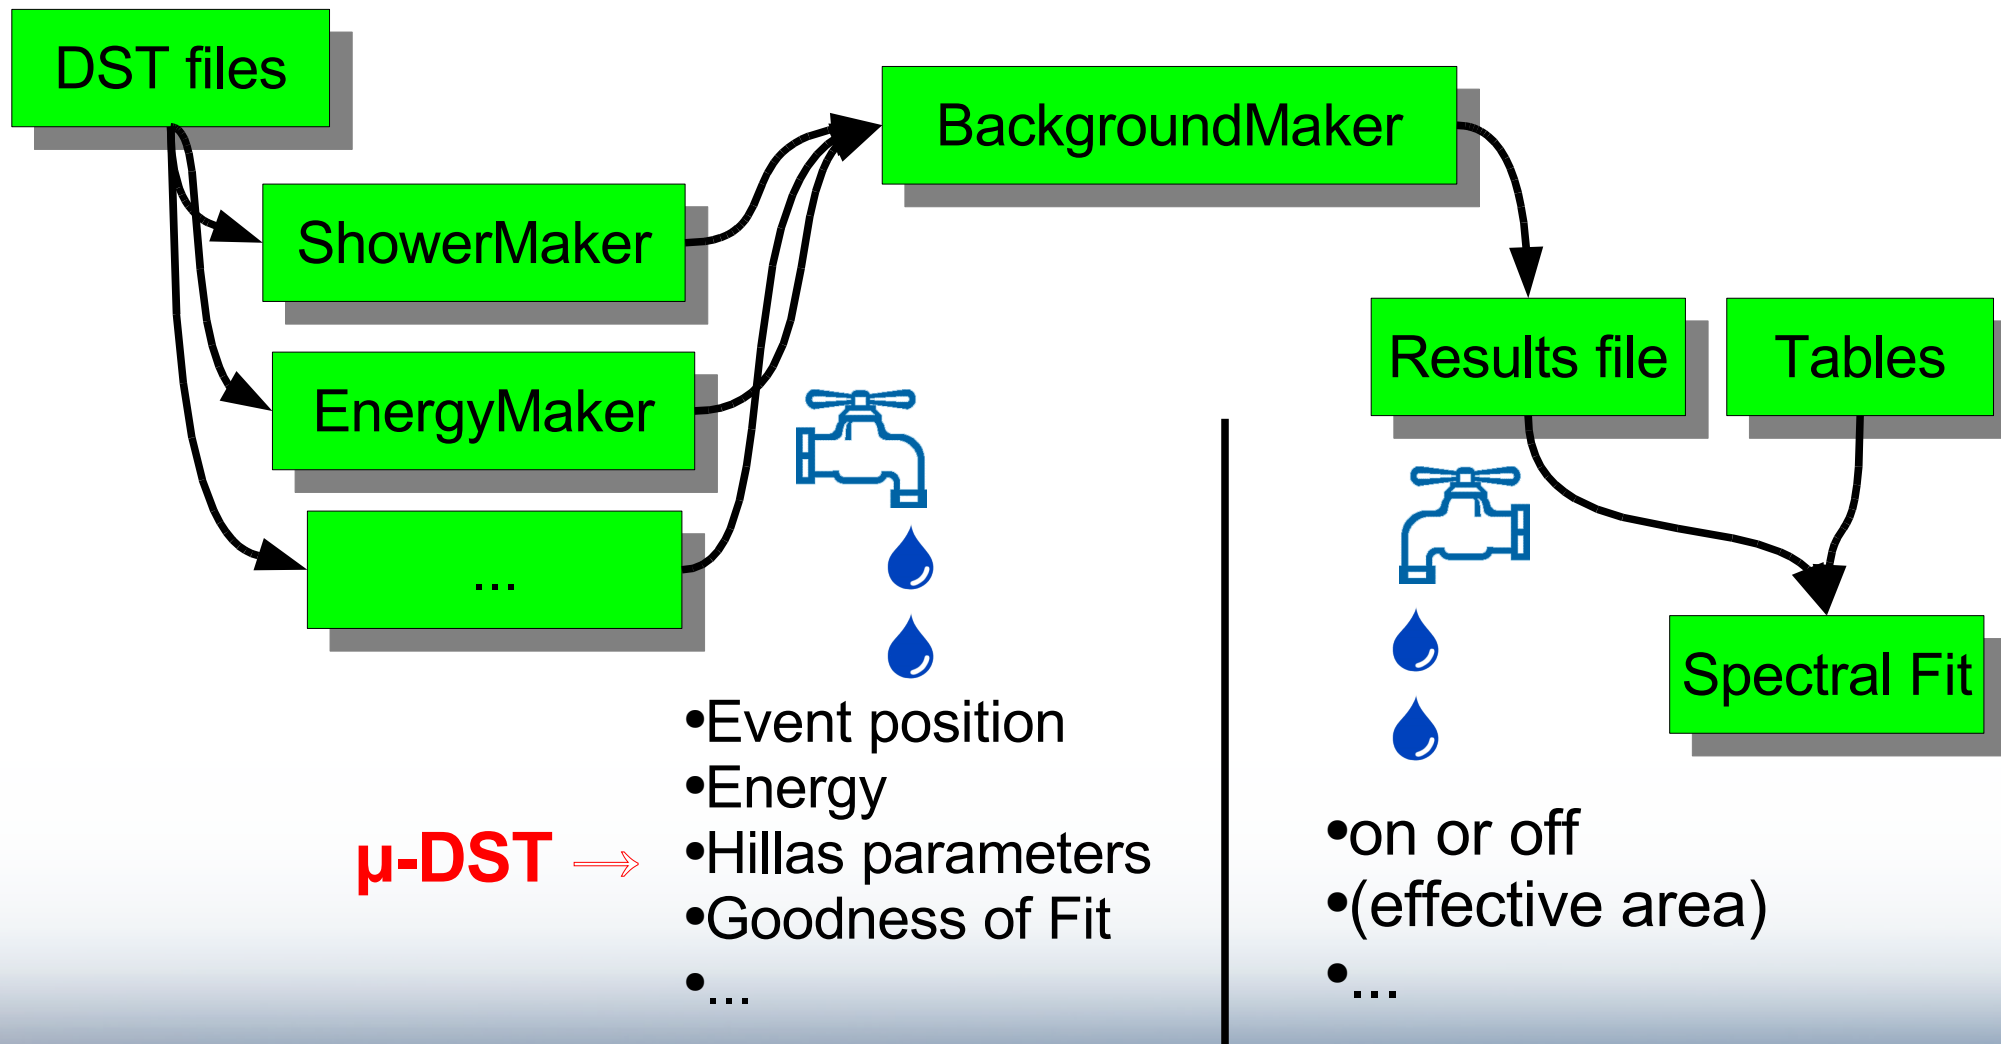 DST files
BackgroundMaker
ShowerMaker
EnergyMaker
...
Results file
Tables
Spectral Fit
µ-DST →
•Event position
•Energy
•Hillas parameters
•Goodness of Fit
•...
•on or off
•(effective area)
•...